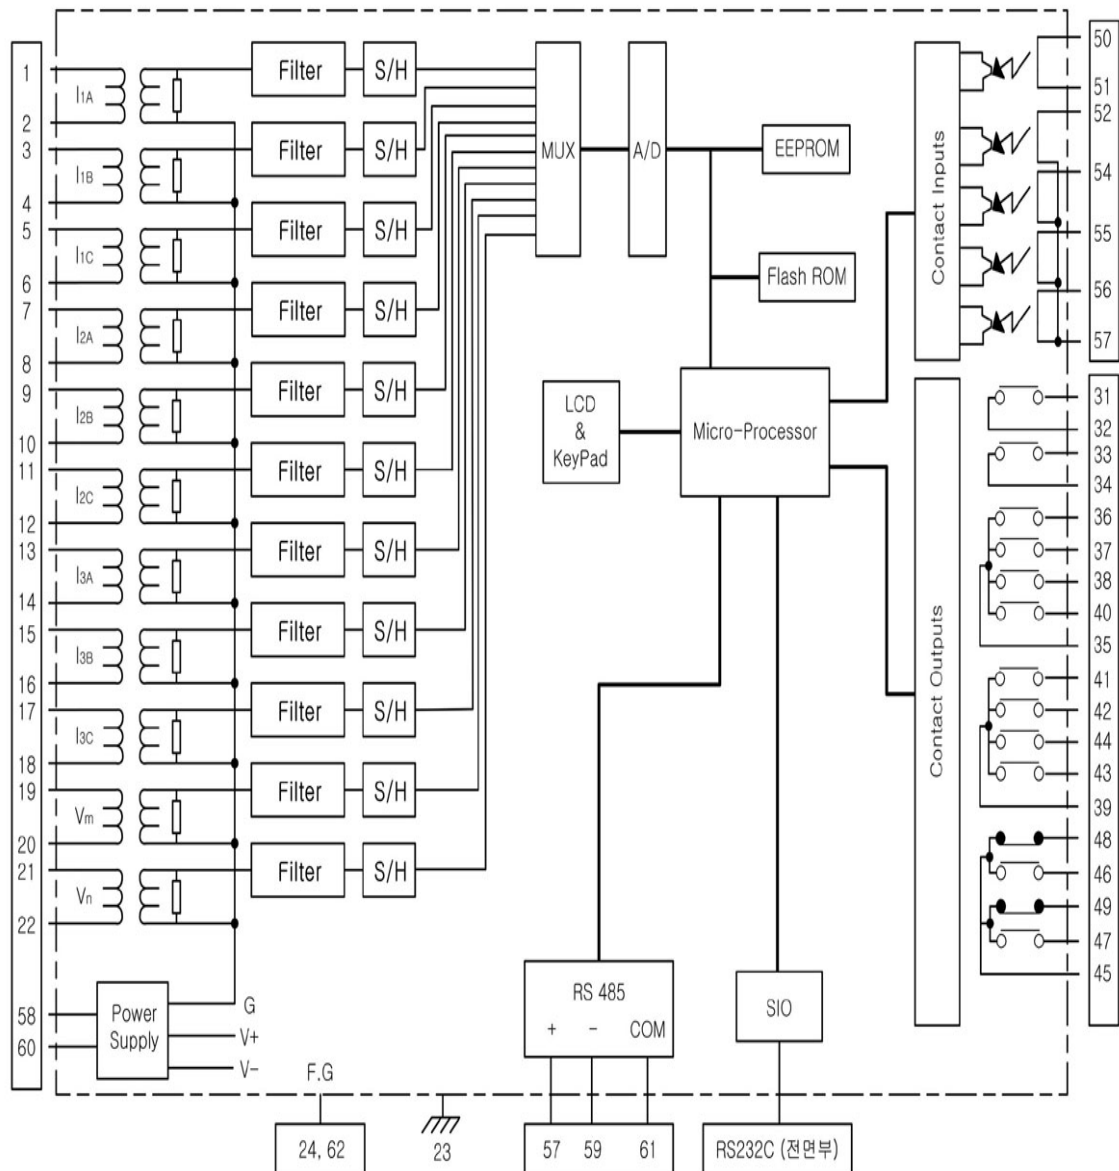 1
I1A
2
Filter
S/H
3
I1B
4
Filter
S/H
5
I1C
6
Filter
S/H
7
I2A
8
Filter
S/H
9
I2B
10
Filter
S/H
11
I2C
12
Filter
S/H
13
I3A
14
Filter
S/H
15
I3B
16
Filter
S/H
17
I3C
18
Filter
S/H
19
Vm
20
Filter
S/H
21
Vn
22
Filter
S/H
58
60
Power
Supply
G
V+
V-
MUX
A/D
EEPROM
Flash ROM
LCD
&
KeyPad
Micro-Processor
Contact Inputs
50
51
52
54
55
56
57
Contact Outputs
31
32
33
34
36
37
38
40
35
41
42
44
43
39
48
46
49
47
45
RS 485
+ - COM
SIO
F.G
24, 62
23
57 59 61
RS232C (전면부)